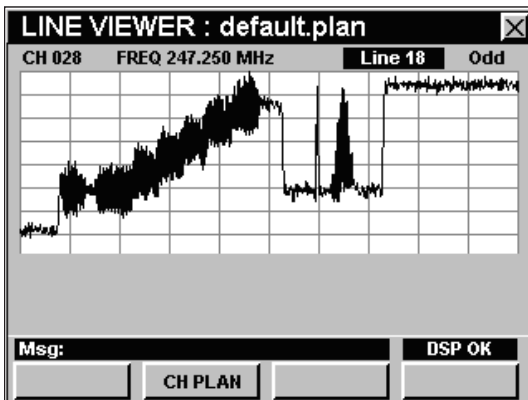 LINE VIEWER : default.plan
CH 028 FREQ 247.250 MHz Line 18 Odd
Msg: DSP OK
CH PLAN